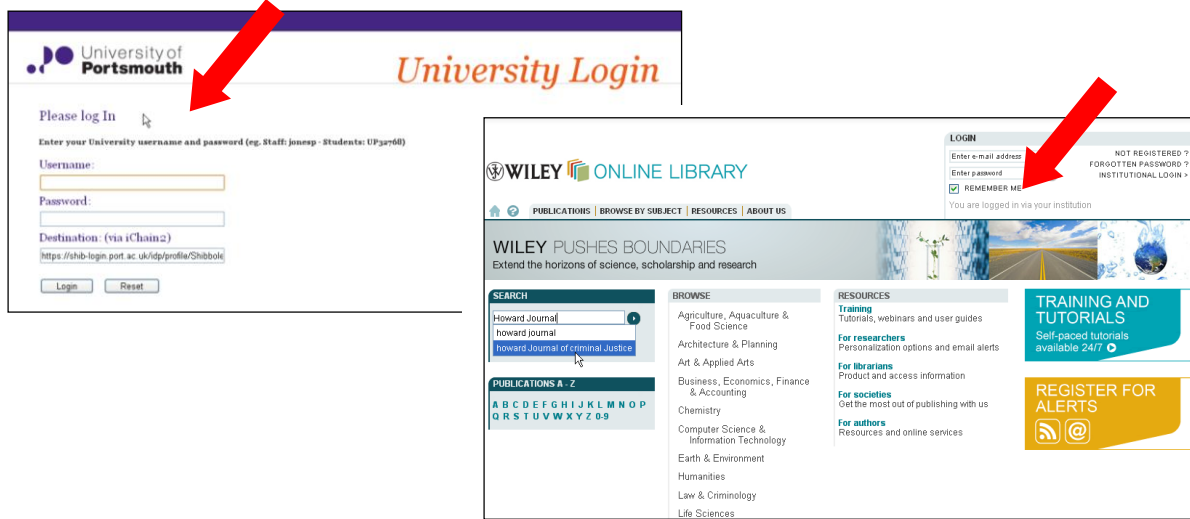 University of
Portsmouth
University Login
Please log In
Enter your University username and password (eg. Staff: jonesp - Students: UP32768)
Username:
Password:
Destination: (via iChain2)
https://shib-login.port.ac.uk/idp/profile/Shibbole
Login Reset
WILEY ONLINE LIBRARY
LOGIN
Enter e-mail address
Enter password
REMEMBER ME
NOT REGISTERED ?
FORGOTTEN PASSWORD ?
INSTITUTIONAL LOGIN >
You are logged in via your institution
PUBLICATIONS | BROWSE BY SUBJECT | RESOURCES | ABOUT US
WILEY PUSHES BOUNDARIES
Extend the horizons of science, scholarship and research
SEARCH
Howard Journal
howard journal
howard Journal of criminal Justice
PUBLICATIONS A - Z
A B C D E F G H I J K L M N O P
Q R S T U V W X Y Z 0-9
BROWSE
Agriculture, Aquaculture &
Food Science
Architecture & Planning
Art & Applied Arts
Business, Economics, Finance
& Accounting
Chemistry
Computer Science &
Information Technology
Earth & Environment
Humanities
Law & Criminology
Life Sciences
RESOURCES
Training
Tutorials, webinars and user guides
For researchers
Personalization options and email alerts
For librarians
Product and access information
For societies
Get the most out of publishing with us
For authors
Resources and online services
TRAINING AND
TUTORIALS
Self-paced tutorials
available 24/7
REGISTER FOR
ALERTS